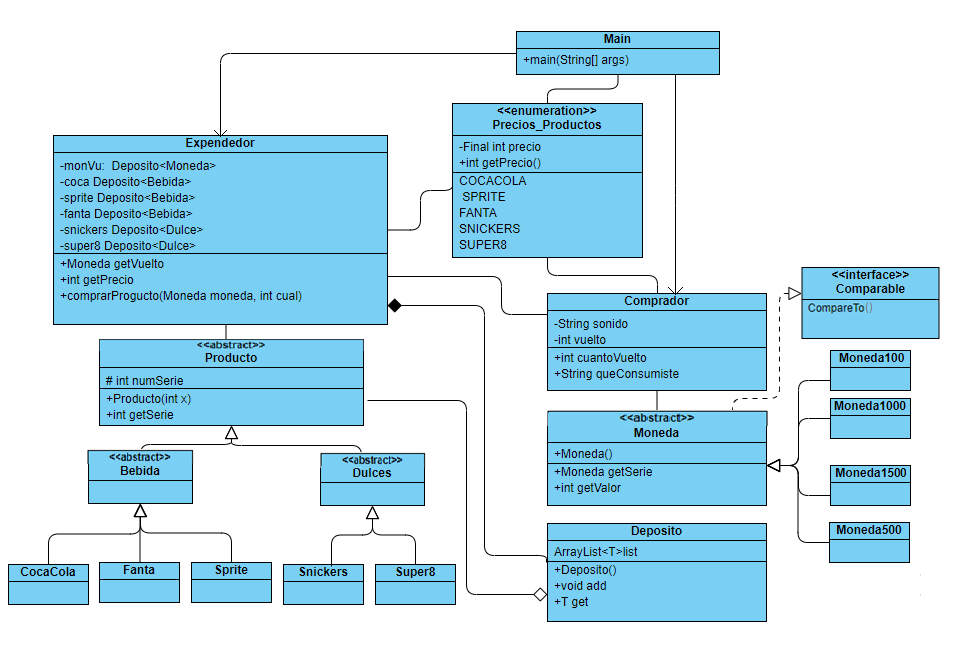 Main
+main(String[] args)
<<enumeration>>
Precios_Productos
-Final int precio
+int getPrecio()
COCACOLA
SPRITE
FANTA
SNICKERS
SUPER8
Expendedor
-monVu: Deposito<Moneda>
-coca Deposito<Bebida>
-sprite Deposito<Bebida>
-fanta Deposito<Bebida>
-snickers Deposito<Dulce>
-super8 Deposito<Dulce>
+Moneda getVuelto
+int getPrecio
+comprarProgucto(Moneda moneda, int cual)
<<interface>>
Comparable
CompareTo()
Comprador
-String sonido
-int vuelto
+int cuantoVuelto
+String queConsumiste
<<abstract>>
Producto
# int numSerie
+Producto(int x)
+int getSerie
Moneda100
Moneda1000
Moneda1500
Moneda500
<<abstract>>
Moneda
+Moneda()
+Moneda getSerie
+int getValor
<<abstract>>
Bebida
<<abstract>>
Dulces
Deposito
ArrayList<T>list
+Deposito()
+void add
+T get
CocaCola
Fanta
Sprite
Snickers
Super8